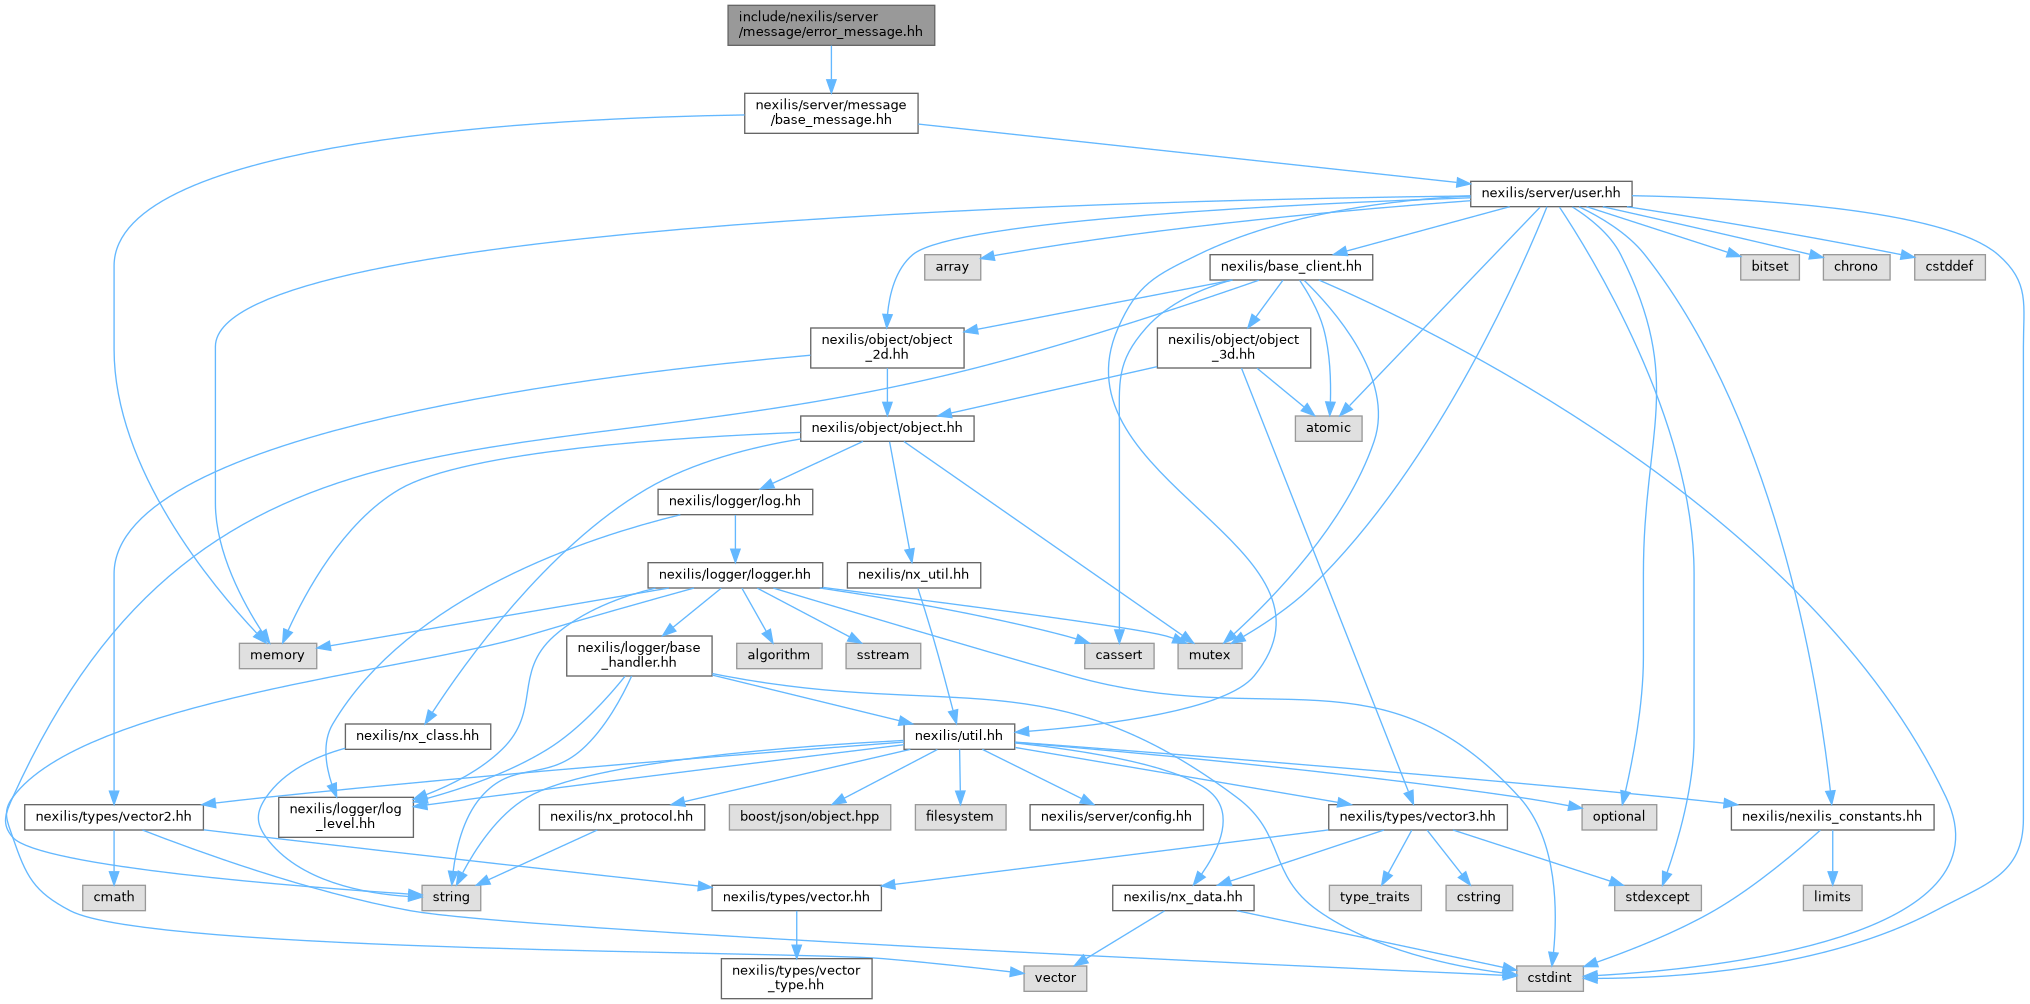 include/nexilis/server
/message/error_message.hh
nexilis/server/message
/base_message.hh
nexilis/server/user.hh
array
nexilis/base_client.hh
bitset
chrono
cstddef
nexilis/object/object
_2d.hh
nexilis/object/object
_3d.hh
nexilis/object/object.hh
atomic
nexilis/logger/log.hh
nexilis/logger/logger.hh
nexilis/nx_util.hh
memory
nexilis/logger/base
_handler.hh
algorithm
sstream
cassert
mutex
nexilis/nx_class.hh
nexilis/util.hh
nexilis/types/vector2.hh
nexilis/logger/log
_level.hh
nexilis/nx_protocol.hh
boost/json/object.hpp
filesystem
nexilis/server/config.hh
nexilis/types/vector3.hh
optional
nexilis/nexilis_constants.hh
cmath
string
nexilis/types/vector.hh
nexilis/nx_data.hh
type_traits
cstring
stdexcept
limits
nexilis/types/vector
_type.hh
vector
cstdint